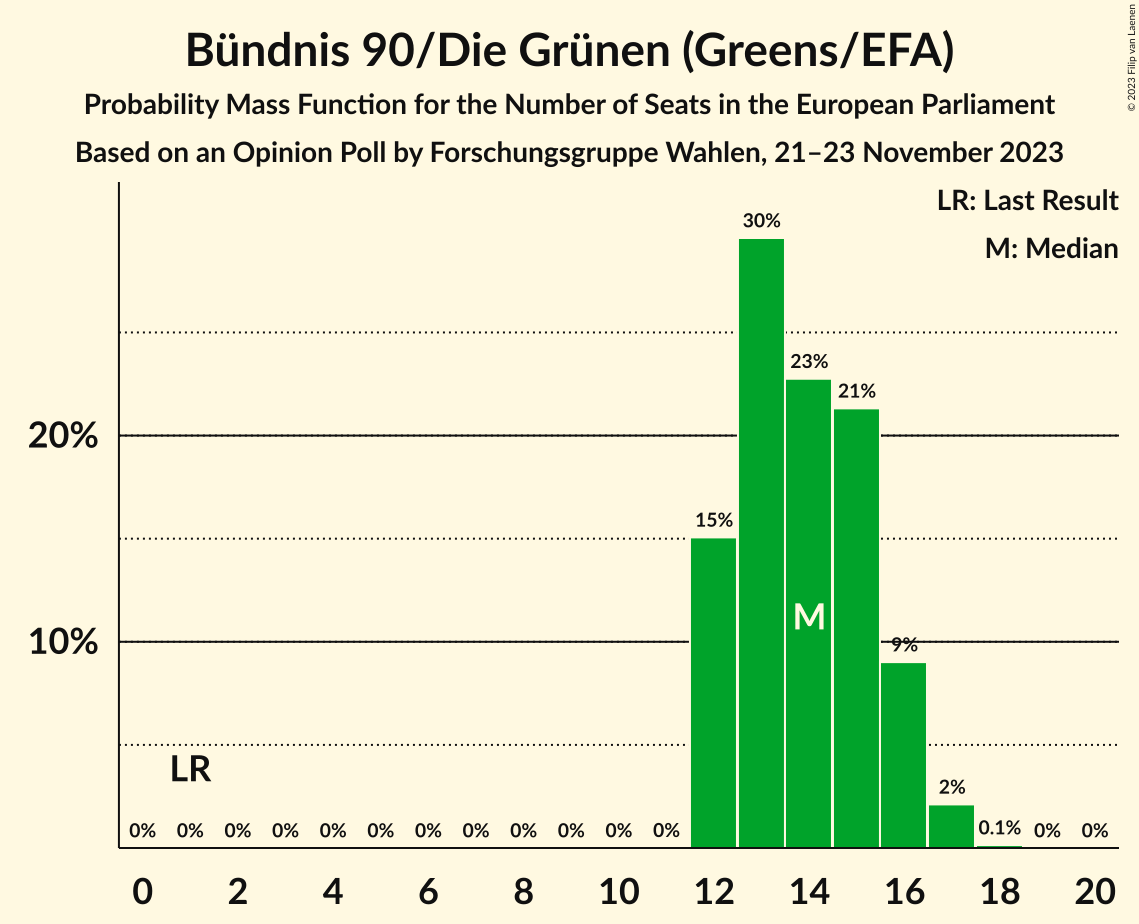 Bündnis 90/Die Grünen (Greens/EFA)
Probability Mass Function for the Number of Seats in the European Parliament
Based on an Opinion Poll by Forschungsgruppe Wahlen, 21–23 November 2023
© 2023 Filip van Laenen
LR: Last Result
M: Median
30%
23%
21%
20%
15%
M
10%
9%
LR
2%
0% 0% 0% 0% 0% 0% 0% 0% 0% 0% 0% 0% 0.1% 0% 0%
0 2 4 6 8 10 12 14 16 18 20